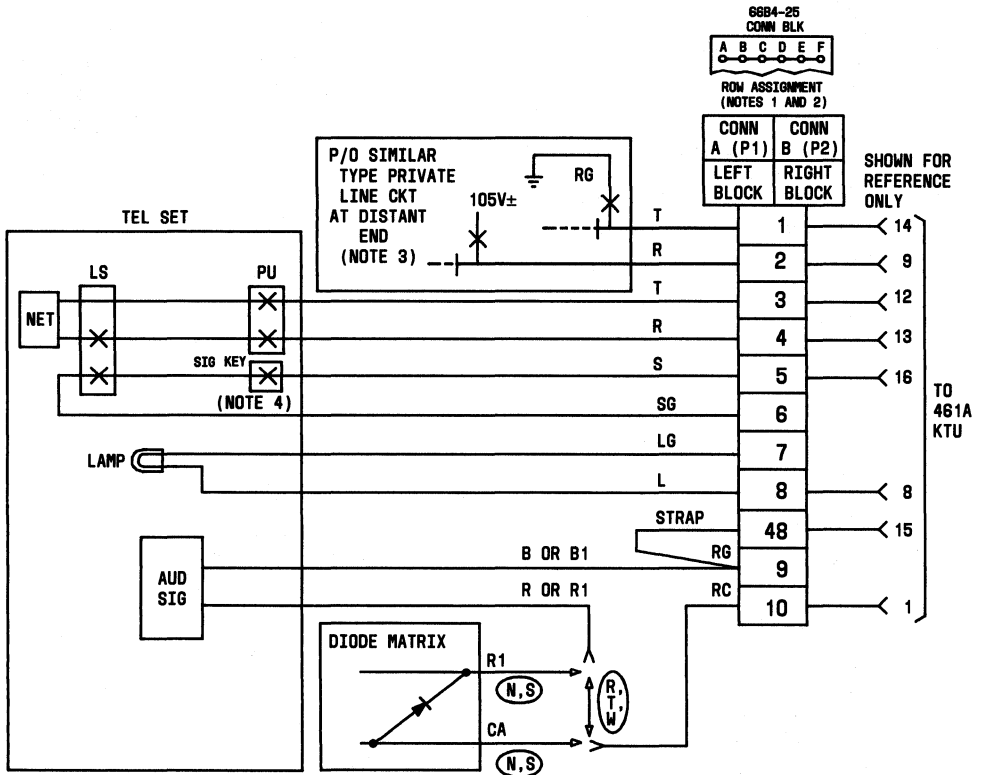 66B4-25
CONN BLK
A B C D E F
ROW ASSIGNMENT
(NOTES 1 AND 2)
CONN A (P1)
CONN B (P2)
LEFT BLOCK
RIGHT BLOCK
SHOWN FOR
REFERENCE
ONLY
P/O SIMILAR
TYPE PRIVATE
LINE CKT
AT DISTANT
END
(NOTE 3)
105V±
RG
TEL SET
LS
PU
NET
SIG KEY
(NOTE 4)
LAMP
AUD
SIG
T 1 14
R 2 9
T 3 12
R 4 13
S 5 16
SG 6
LG 7
L 8 8
STRAP 48 15
B OR B1 RG 9
R OR R1 RC 10 1
TO
461A
KTU
DIODE MATRIX
R1
N,S
R,
T,
W
CA
N,S